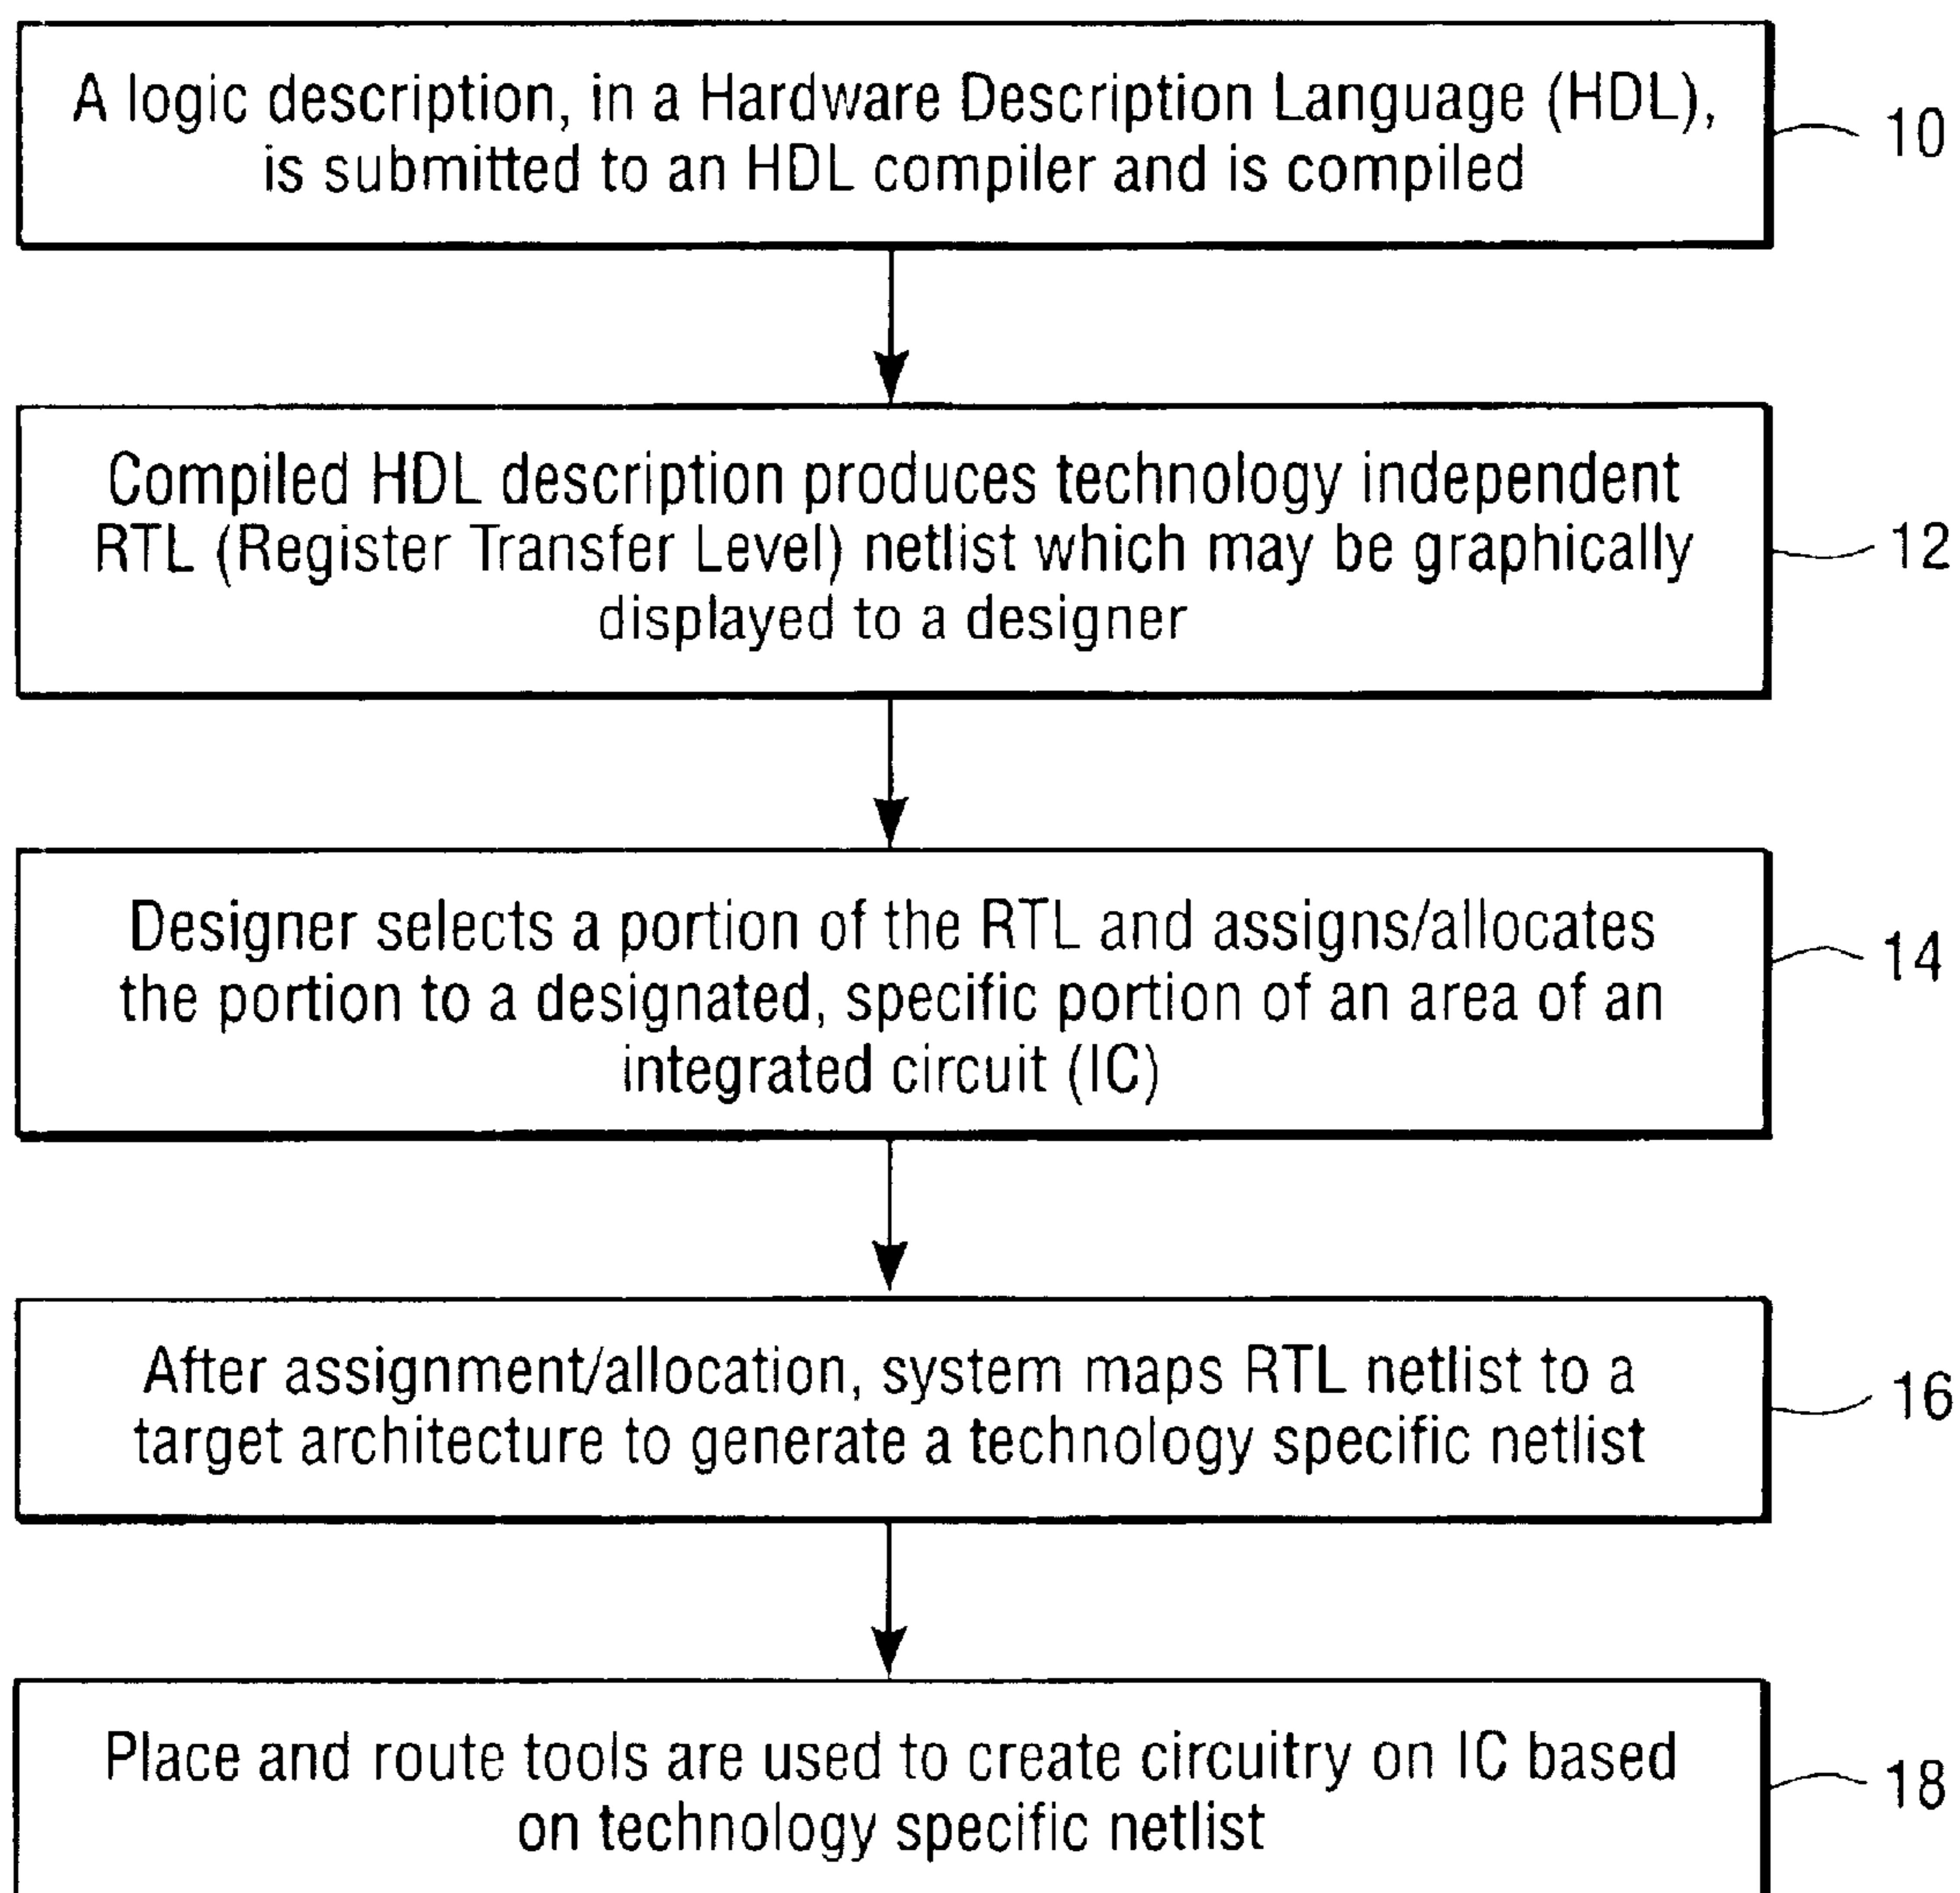 A logic description, in a Hardware Description Language (HDL),
is submitted to an HDL compiler and is compiled
10
Compiled HDL description produces technology independent
RTL (Register Transfer Level) netlist which may be graphically
displayed to a designer
12
Designer selects a portion of the RTL and assigns/allocates
the portion to a designated, specific portion of an area of an
integrated circuit (IC)
14
After assignment/allocation, system maps RTL netlist to a
target architecture to generate a technology specific netlist
16
Place and route tools are used to create circuitry on IC based
on technology specific netlist
18